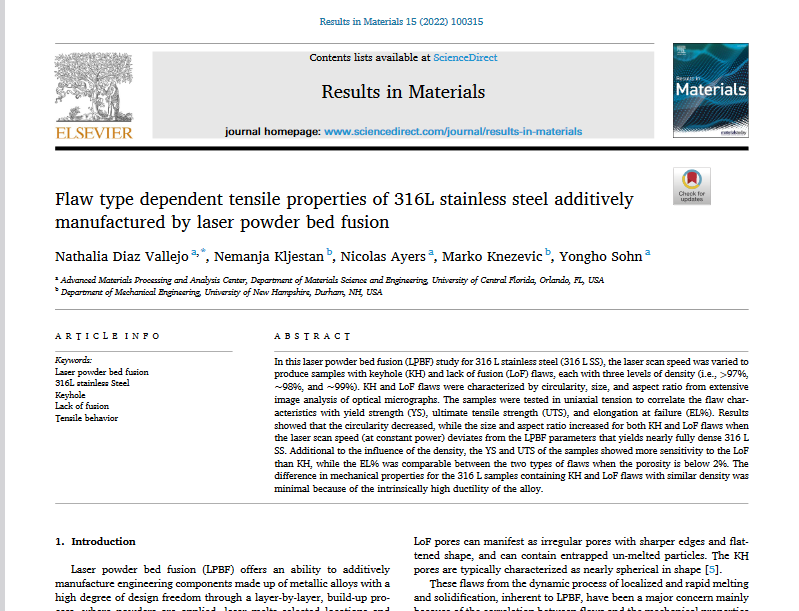 Results in Materials 15 (2022) 100315
Contents lists available at ScienceDirect
Results in Materials
journal homepage: www.sciencedirect.com/journal/results-in-materials
ELSEVIER
Results in
Materials
Check for
updates
Flaw type dependent tensile properties of 316L stainless steel additively
manufactured by laser powder bed fusion
Nathalia Diaz Vallejo a,*, Nemanja Kljestan b, Nicolas Ayers a, Marko Knezevic b, Yongho Sohn a
a Advanced Materials Processing and Analysis Center, Department of Materials Science and Engineering, University of Central Florida, Orlando, FL, USA
b Department of Mechanical Engineering, University of New Hampshire, Durham, NH, USA
ARTICLE INFO
Keywords:
Laser powder bed fusion
316L stainless Steel
Keyhole
Lack of fusion
Tensile behavior
ABSTRACT
In this laser powder bed fusion (LPBF) study for 316 L stainless steel (316 L SS), the laser scan speed was varied to
produce samples with keyhole (KH) and lack of fusion (LoF) flaws, each with three levels of density (i.e., >97%,
~98%, and ~99%). KH and LoF flaws were characterized by circularity, size, and aspect ratio from extensive
image analysis of optical micrographs. The samples were tested in uniaxial tension to correlate the flaw char-
acteristics with yield strength (YS), ultimate tensile strength (UTS), and elongation at failure (EL%). Results
showed that the circularity decreased, while the size and aspect ratio increased for both KH and LoF flaws when
the laser scan speed (at constant power) deviates from the LPBF parameters that yields nearly fully dense 316 L
SS. Additional to the influence of the density, the YS and UTS of the samples showed more sensitivity to the LoF
than KH, while the EL% was comparable between the two types of flaws when the porosity is below 2%. The
difference in mechanical properties for the 316 L samples containing KH and LoF flaws with similar density was
minimal because of the intrinsically high ductility of the alloy.
1. Introduction
Laser powder bed fusion (LPBF) offers an ability to additively
manufacture engineering components made up of metallic alloys with a
high degree of design freedom through a layer-by-layer, build-up pro-
LoF pores can manifest as irregular pores with sharper edges and flat-
tened shape, and can contain entrapped un-melted particles. The KH
pores are typically characterized as nearly spherical in shape [5].
These flaws from the dynamic process of localized and rapid melting
and solidification, inherent to LPBF, have been a major concern mainly